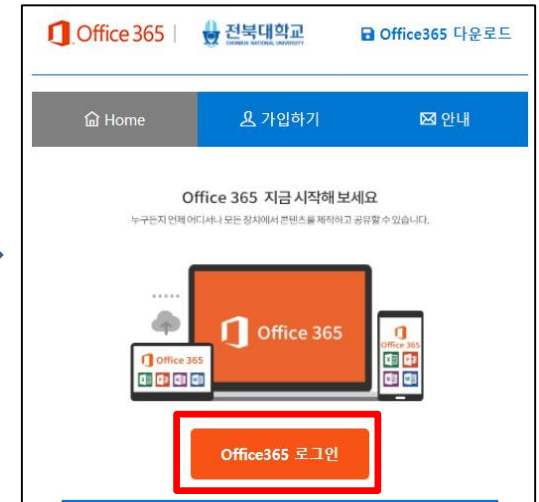 Office 365
전북대학교
CHONBUK NATIONAL UNIVERSITY
Office365 다운로드
Home
가입하기
안내
Office 365 지금 시작해 보세요
누구든지 언제 어디서나 모든 장치에서 콘텐츠를 제작하고 공유할 수 있습니다.
Office 365
Office 365
Office 365
Office365 로그인